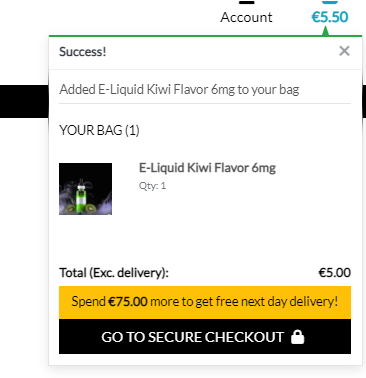 Account €5.50
Success! ×
Added E-Liquid Kiwi Flavor 6mg to your bag
YOUR BAG (1)
E-Liquid Kiwi Flavor 6mg
Qty: 1
Total (Exc. delivery): €5.00
Spend €75.00 more to get free next day delivery!
GO TO SECURE CHECKOUT